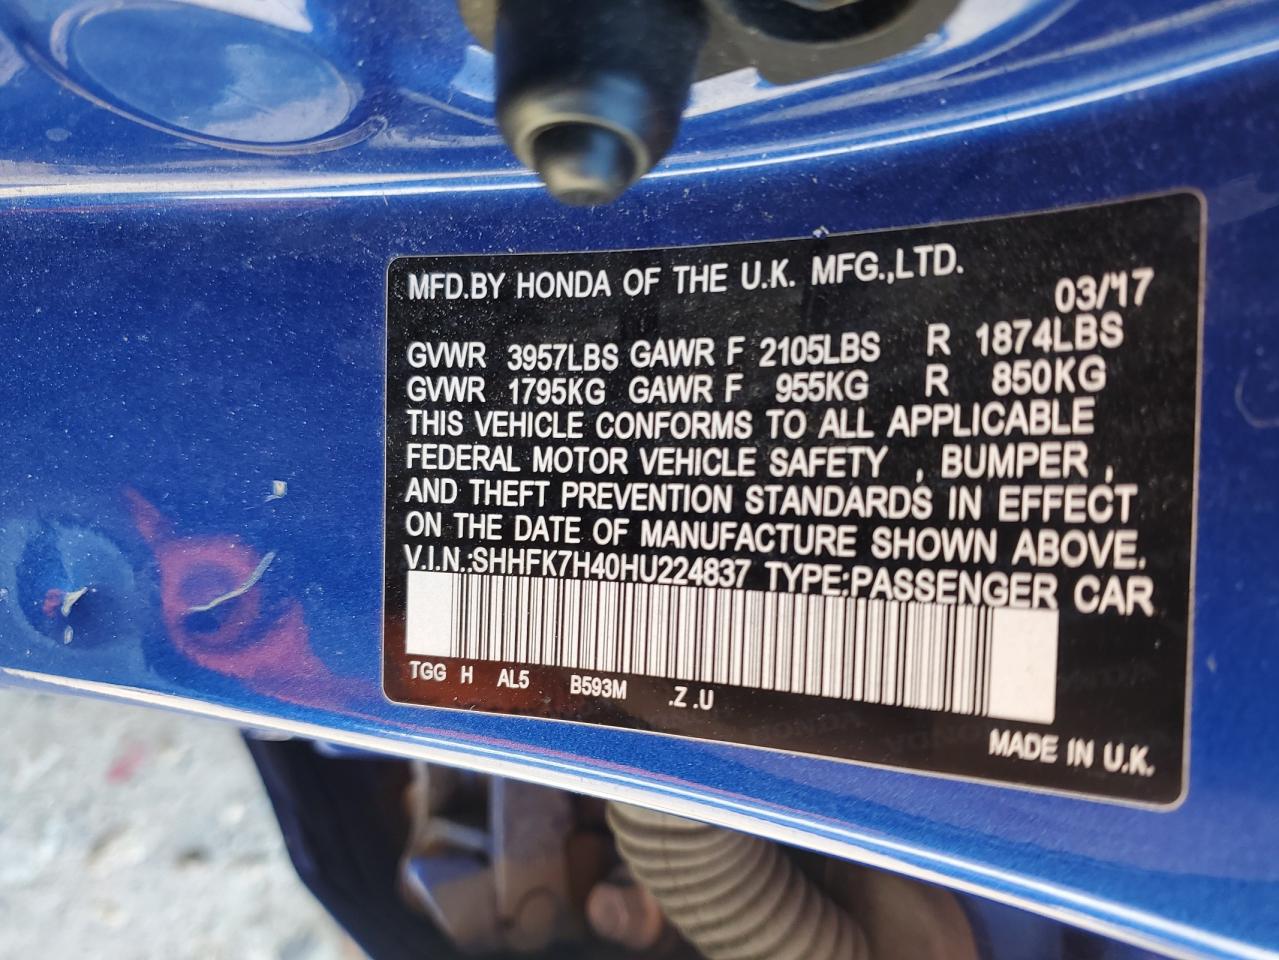 MFD.BY HONDA OF THE U.K. MFG.,LTD.
03/'17
GVWR 3957LBS GAWR F 2105LBS R 1874LBS
GVWR 1795KG GAWR F 955KG R 850KG
THIS VEHICLE CONFORMS TO ALL APPLICABLE
FEDERAL MOTOR VEHICLE SAFETY , BUMPER ,
AND THEFT PREVENTION STANDARDS IN EFFECT
ON THE DATE OF MANUFACTURE SHOWN ABOVE.
V.I.N.:SHHFK7H40HU224837 TYPE:PASSENGER CAR
TGG H AL5 B593M .Z .U
MADE IN U.K.